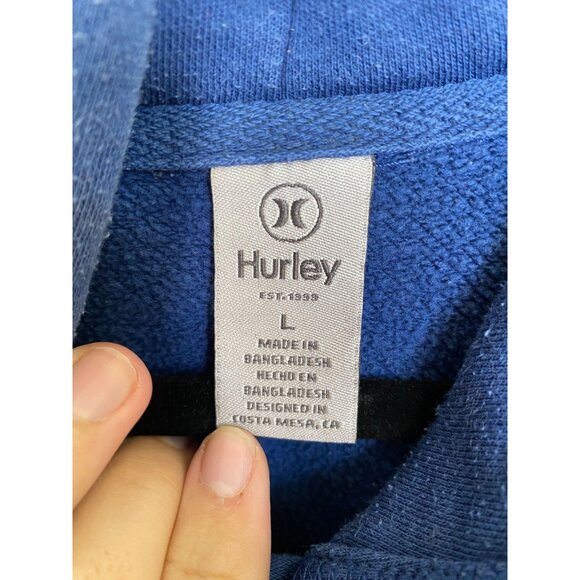 Hurley
EST. 1999
L
MADE IN
BANGLADESH
HECHO EN
BANGLADESH
DESIGNED IN
COSTA MESA, CA